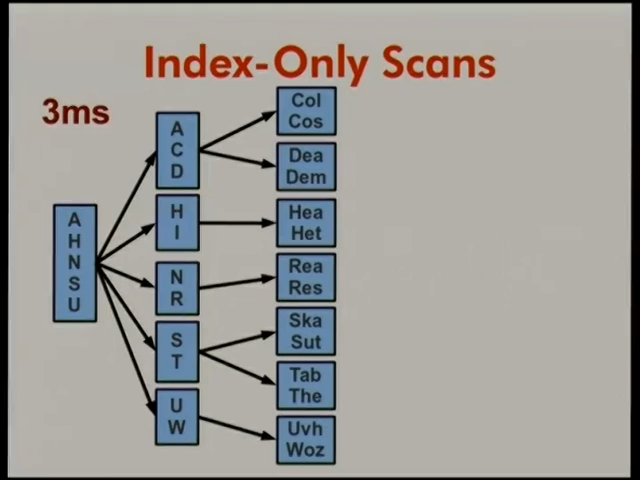 Index-Only Scans
3ms
A
H
N
S
U
A
C
D
H
I
N
R
S
T
U
W
Col
Cos
Dea
Dem
Hea
Het
Rea
Res
Ska
Sut
Tab
The
Uvh
Woz